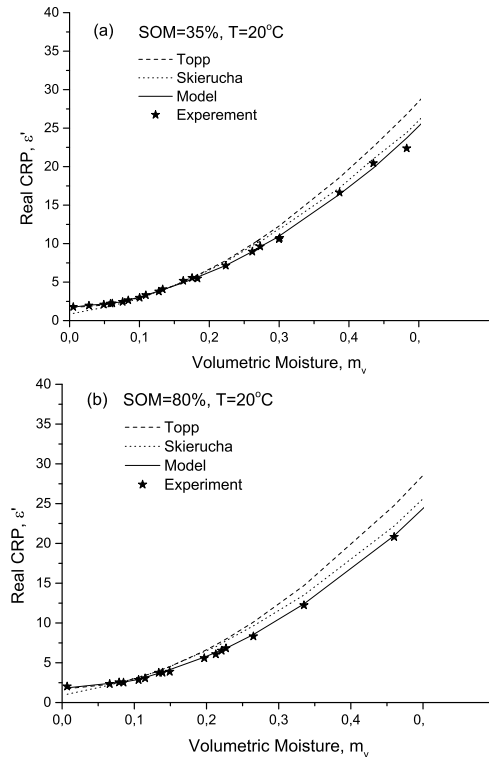 (a) SOM=35%, T=20°C
Topp
Skierucha
Model
Experement
40
35
30
25
20
15
10
5
0
Real CRP, ε'
0,0 0,1 0,2 0,3 0,4 0,
Volumetric Moisture, mᵥ
(b) SOM=80%, T=20°C
Topp
Skierucha
Model
Experiment
40
35
30
25
20
15
10
5
0
Real CRP, ε'
0,0 0,1 0,2 0,3 0,4 0,
Volumetric Moisture, mᵥ